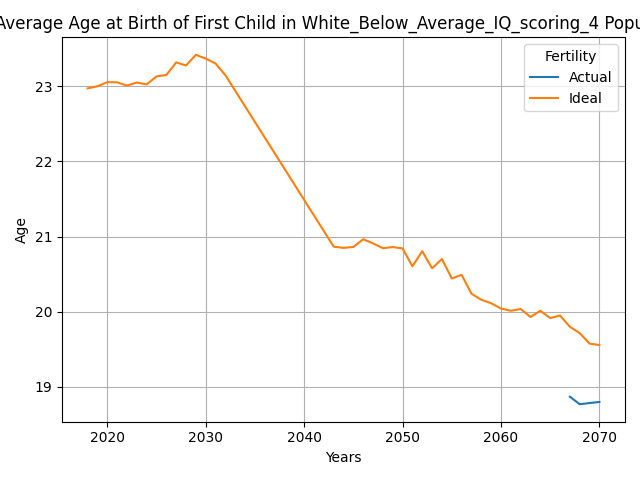 Average Age at Birth of First Child in White_Below_Average_IQ_scoring_4
Fertility
Actual
Ideal
Age
23
22
21
20
19
2020 2030 2040 2050 2060 2070
Years